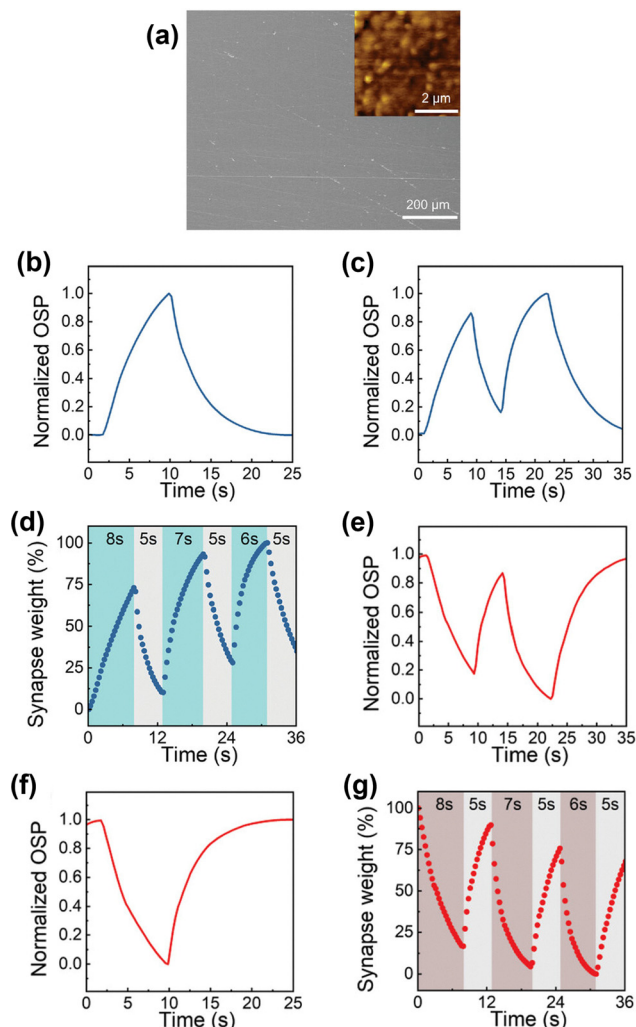 (a)
2 μm
200 μm
(b)
Normalized OSP
1.0
0.8
0.6
0.4
0.2
0.0
0 5 10 15 20 25
Time (s)
(c)
Normalized OSP
1.0
0.8
0.6
0.4
0.2
0.0
0 5 10 15 20 25 30 35
Time (s)
(d)
Synapse weight (%)
8s 5s 7s 5s 6s 5s
100
75
50
25
0
0 12 24 36
Time (s)
(e)
Normalized OSP
1.0
0.8
0.6
0.4
0.2
0.0
0 5 10 15 20 25 30 35
Time (s)
(f)
Normalized OSP
1.0
0.8
0.6
0.4
0.2
0.0
0 5 10 15 20 25
Time (s)
(g)
Synapse weight (%)
8s 5s 7s 5s 6s 5s
100
75
50
25
0
0 12 24 36
Time (s)